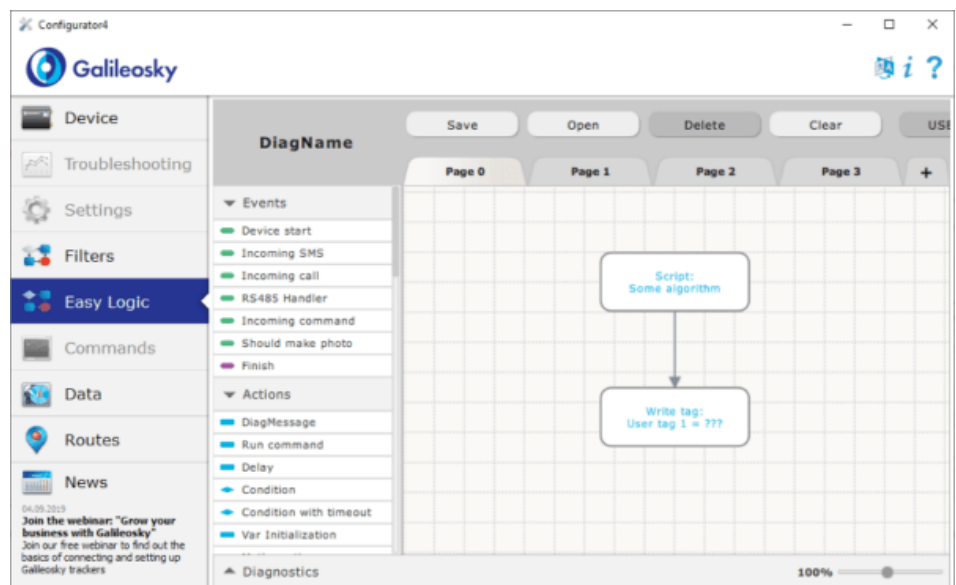 Configurator4
Galileosky
Device
Troubleshooting
Settings
Filters
Easy Logic
Commands
Data
Routes
News
04.09.2019
Join the webinar: "Grow your
business with Galileosky"
Join our free webinar to find out the
basics of connecting and setting up
Galileosky trackers
DiagName
Save
Open
Delete
Clear
USE
Page 0
Page 1
Page 2
Page 3
+
Events
Device start
Incoming SMS
Incoming call
RS485 Handler
Incoming command
Should make photo
Finish
Actions
DiagMessage
Run command
Delay
Condition
Condition with timeout
Var Initialization
Script:
Some algorithm
Write tag:
User tag 1 = ???
Diagnostics
100%